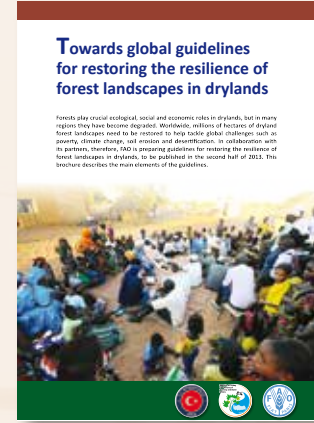 Towards global guidelines
for restoring the resilience of
forest landscapes in drylands
Forests play crucial ecological, social and economic roles in drylands, but in many
regions they have become degraded. Worldwide, millions of hectares of dryland
forest landscapes need to be restored to help tackle global challenges such as
poverty, climate change, soil erosion and desertification. In collaboration with
its partners, therefore, FAO is preparing guidelines for restoring the resilience of
forest landscapes in drylands, to be published in the second half of 2013. This
brochure describes the main elements of the guidelines.
F A O